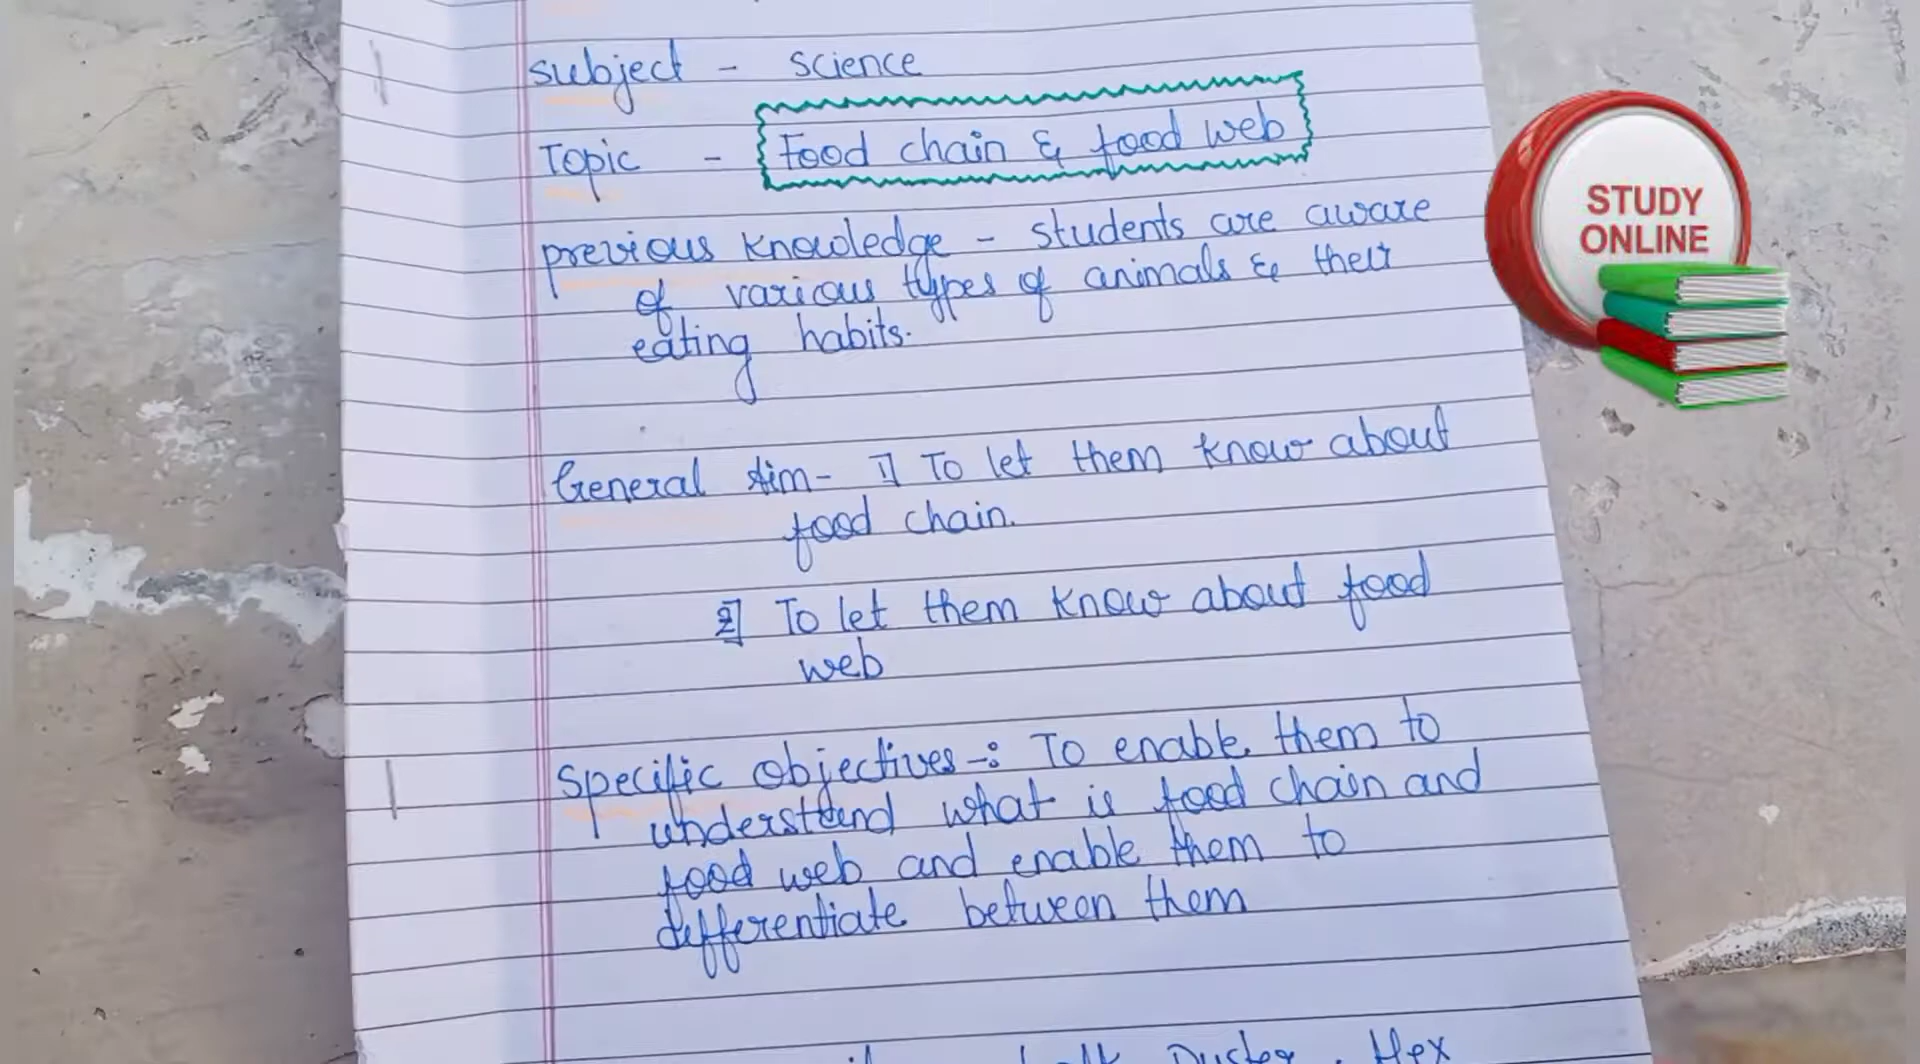 subject - science
Topic - Food chain & food web
previous knowledge - students are aware
of various types of animals & their
eating habits.
General Aim- 1] To let them know about
food chain.
2] To let them know about food
web
specific objectives -: To enable them to
understand what is food chain and
food web and enable them to
differentiate between them
Duster,
STUDY
ONLINE